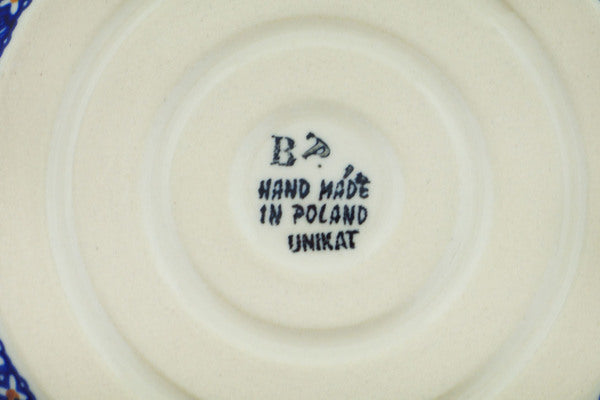 B
HAND MADE
IN POLAND
UNIKAT